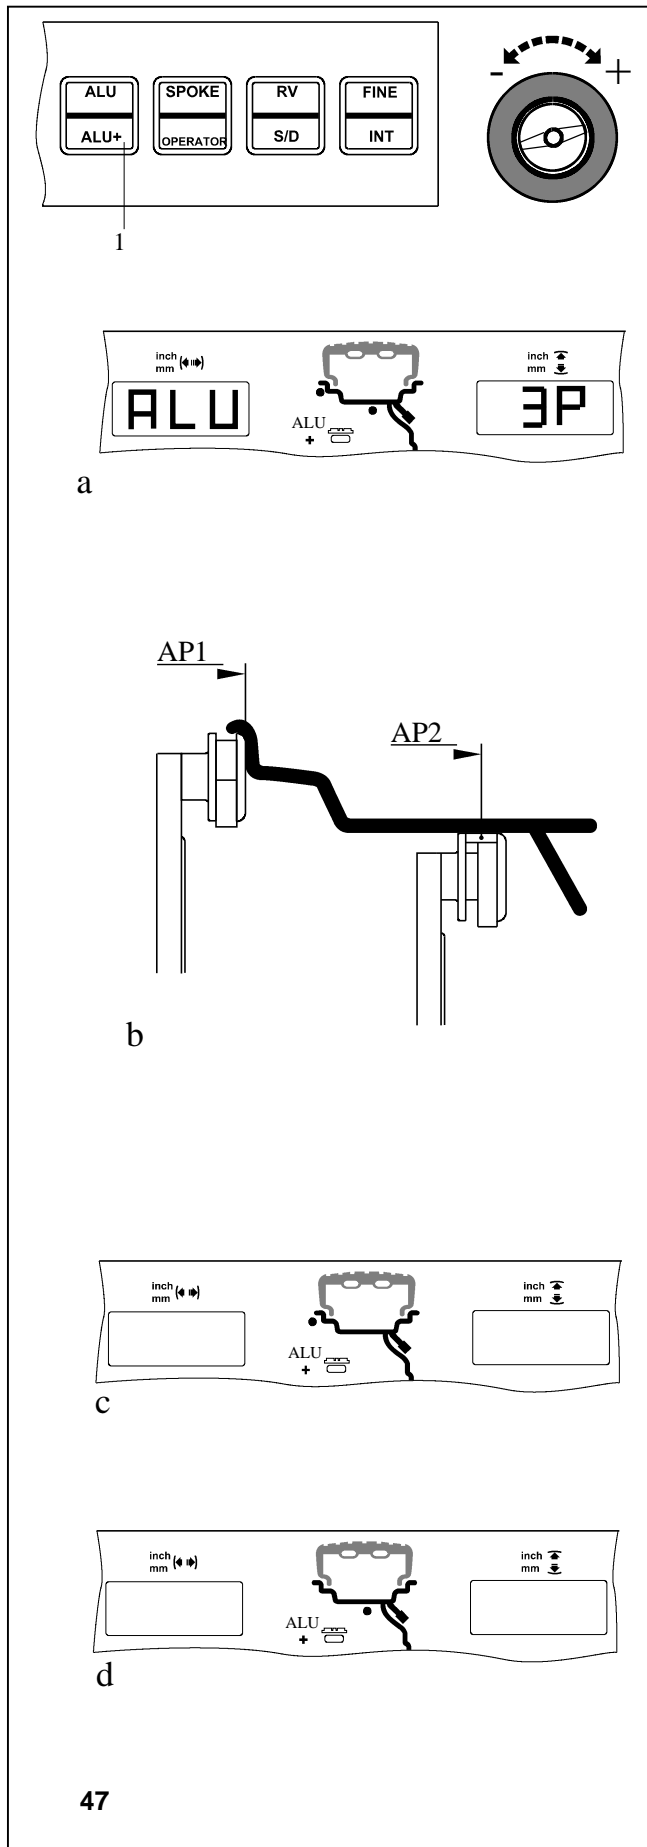 ALU SPOKE RV FINE
ALU+ OPERATOR S/D INT
- +
1
inch
mm
inch
mm
ALU 3P
ALU
+
a
AP1
AP2
b
inch
mm
inch
mm
ALU
+
c
inch
mm
inch
mm
ALU
+
d
47